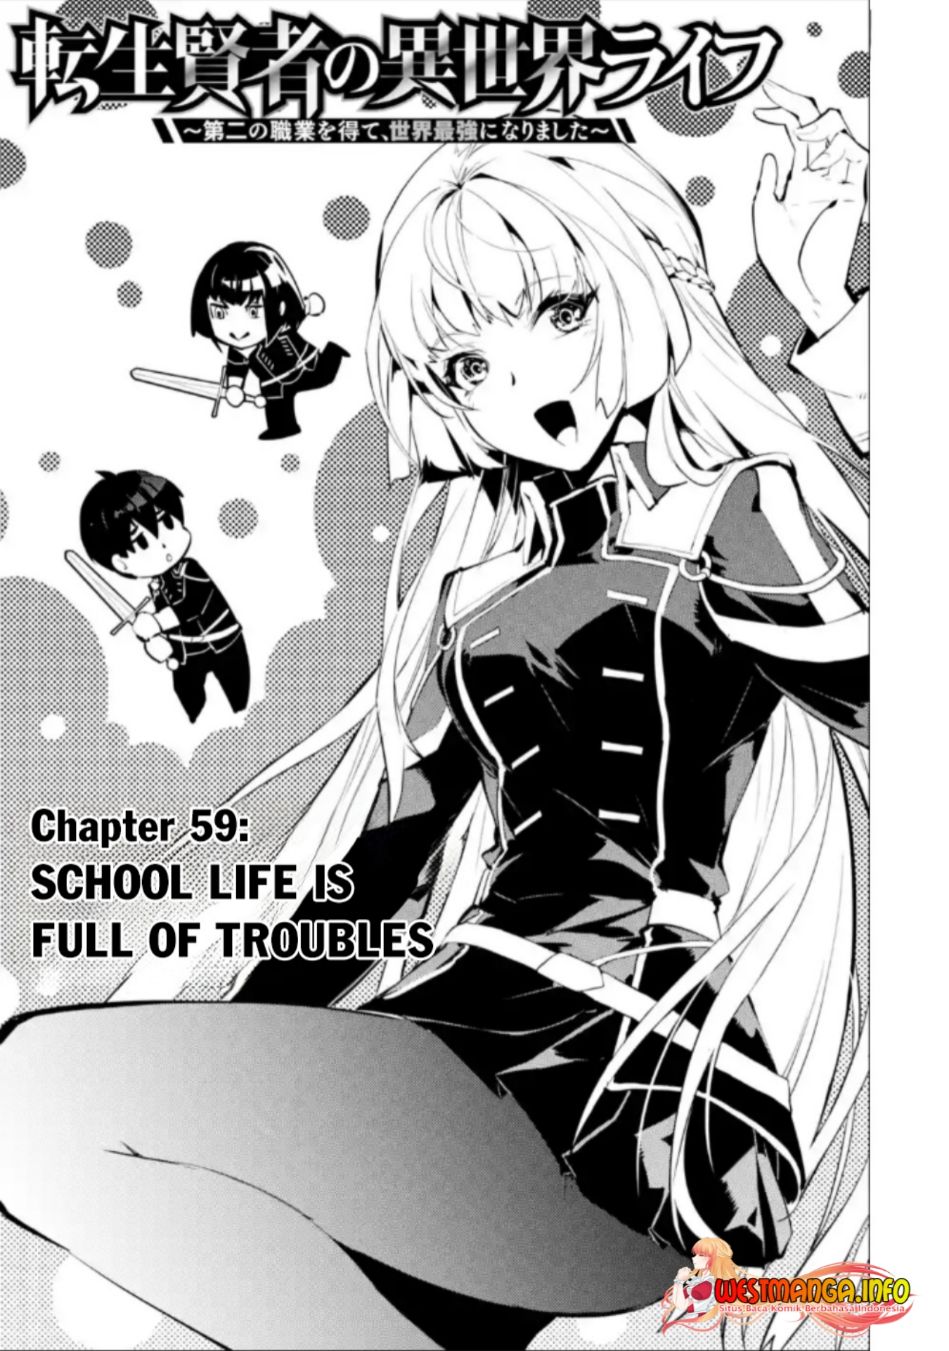 転生賢者の異世界ライフ
～第二の職業を得て、世界最強になりました～
Chapter 59:
SCHOOL LIFE IS
FULL OF TROUBLES
WESTMANGA.INFO
Situs Baca Komik Berbahasa Indonesia